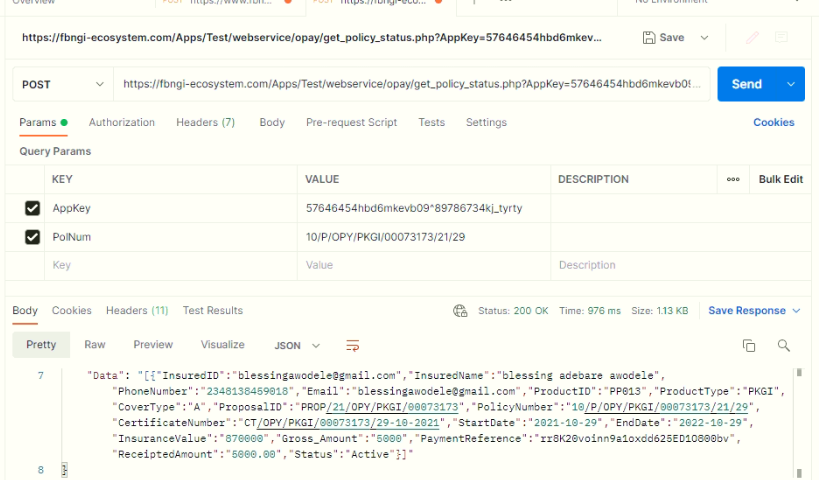 Overview POST https://www.fbn... POST https://fbngi-eco... + ••• No Environment
https://fbngi-ecosystem.com/Apps/Test/webservice/opay/get_policy_status.php?AppKey=57646454hbd6mkev... Save
POST https://fbngi-ecosystem.com/Apps/Test/webservice/opay/get_policy_status.php?AppKey=57646454hbd6mkevb09... Send
Params Authorization Headers (7) Body Pre-request Script Tests Settings Cookies
Query Params
KEY VALUE DESCRIPTION ooo Bulk Edit
AppKey 57646454hbd6mkevb09^89786734kj_tyrty
PolNum 10/P/OPY/PKGI/00073173/21/29
Key Value Description
Body Cookies Headers (11) Test Results Status: 200 OK Time: 976 ms Size: 1.13 KB Save Response
Pretty Raw Preview Visualize JSON
7 "Data": "[{"InsuredID":"blessingawodele@gmail.com","InsuredName":"blessing adebare awodele",
"PhoneNumber":"2348138459018","Email":"blessingawodele@gmail.com","ProductID":"PP013","ProductType":"PKGI",
"CoverType":"A","ProposalID":"PROP/21/OPY/PKGI/00073173","PolicyNumber":"10/P/OPY/PKGI/00073173/21/29",
"CertificateNumber":"CT/OPY/PKGI/00073173/29-10-2021","StartDate":"2021-10-29","EndDate":"2022-10-29",
"InsuranceValue":"870000","Gross_Amount":"5000","PaymentReference":"rr8K20voinn9a1oxdd625ED1O800bv",
"ReceiptedAmount":"5000.00","Status":"Active"}]"
8 }